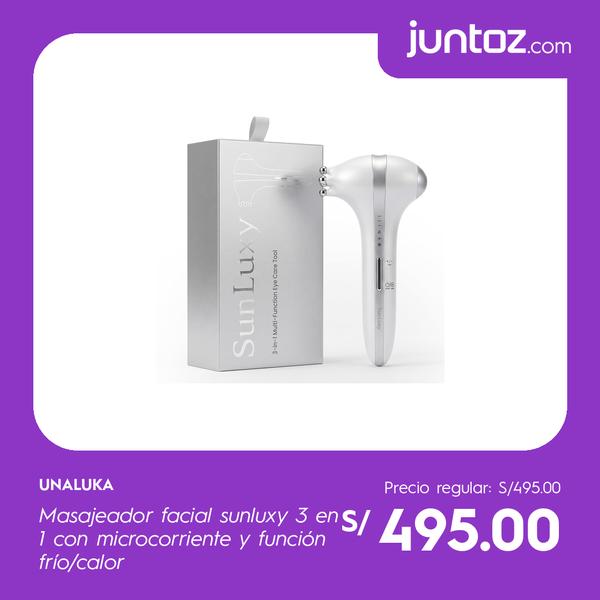 juntoz.com
SunLuxy
3-in-1 Multi-Function Eye Care Tool
UNALUKA
Precio regular: S/495.00
Masajeador facial sunluxy 3 en
1 con microcorriente y función
frío/calor
S/ 495.00